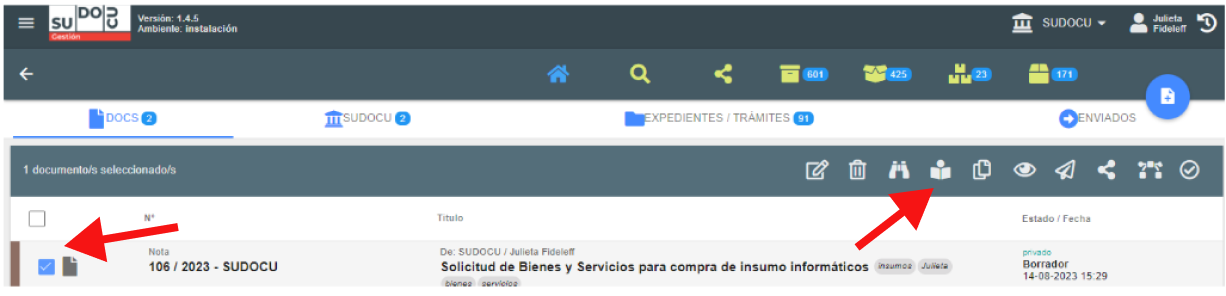 SU DO CU
Gestión
Versión: 1.4.5
Ambiente: instalación
SUDOCU
Julieta
Fideleff
601
425
23
171
DOCS 2
SUDOCU 2
EXPEDIENTES / TRÁMITES 91
ENVIADOS
1 documento/s seleccionado/s
N°
Titulo
Estado / Fecha
Nota
106 / 2023 - SUDOCU
De: SUDOCU / Julieta Fideleff
Solicitud de Bienes y Servicios para compra de insumo informáticos insumos Julieta
bienes servicios
privado
Borrador
14-08-2023 15:29